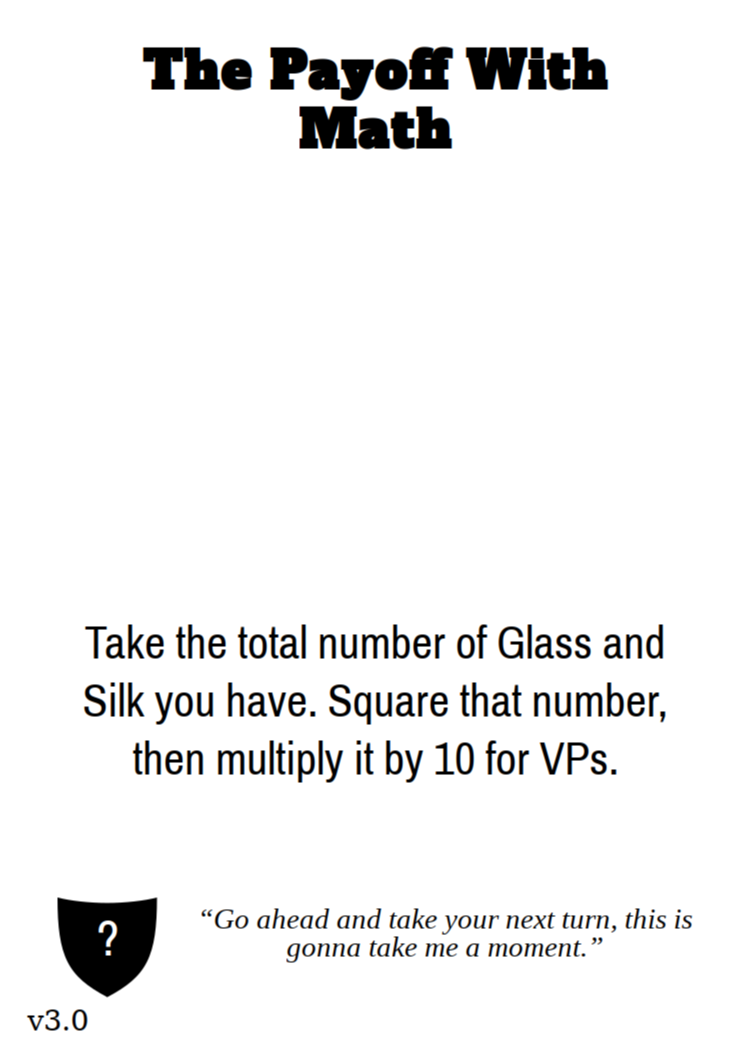 The Payoff With
Math
Take the total number of Glass and
Silk you have. Square that number,
then multiply it by 10 for VPs.
?
“Go ahead and take your next turn, this is
gonna take me a moment.”
v3.0